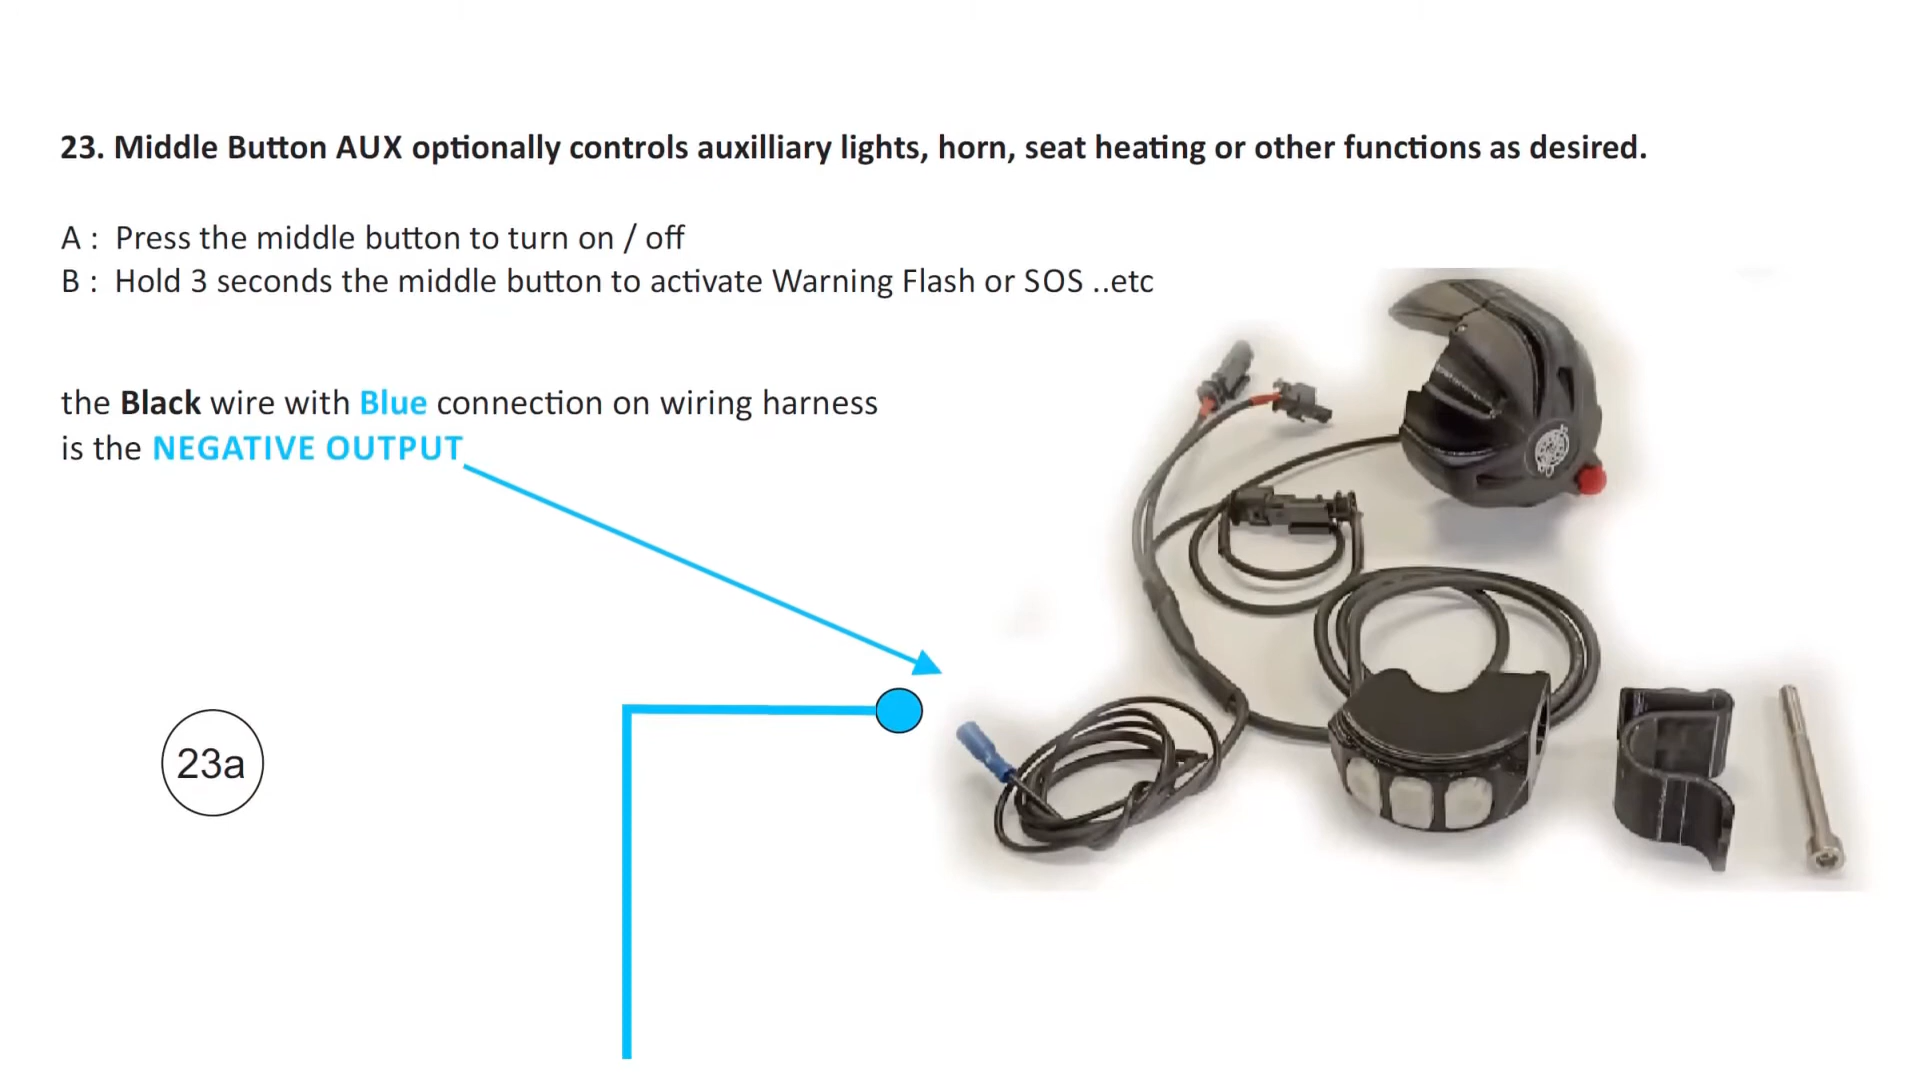 23. Middle Button AUX optionally controls auxilliary lights, horn, seat heating or other functions as desired.
A : Press the middle button to turn on / off
B : Hold 3 seconds the middle button to activate Warning Flash or SOS ..etc
the Black wire with Blue connection on wiring harness
is the NEGATIVE OUTPUT
23a